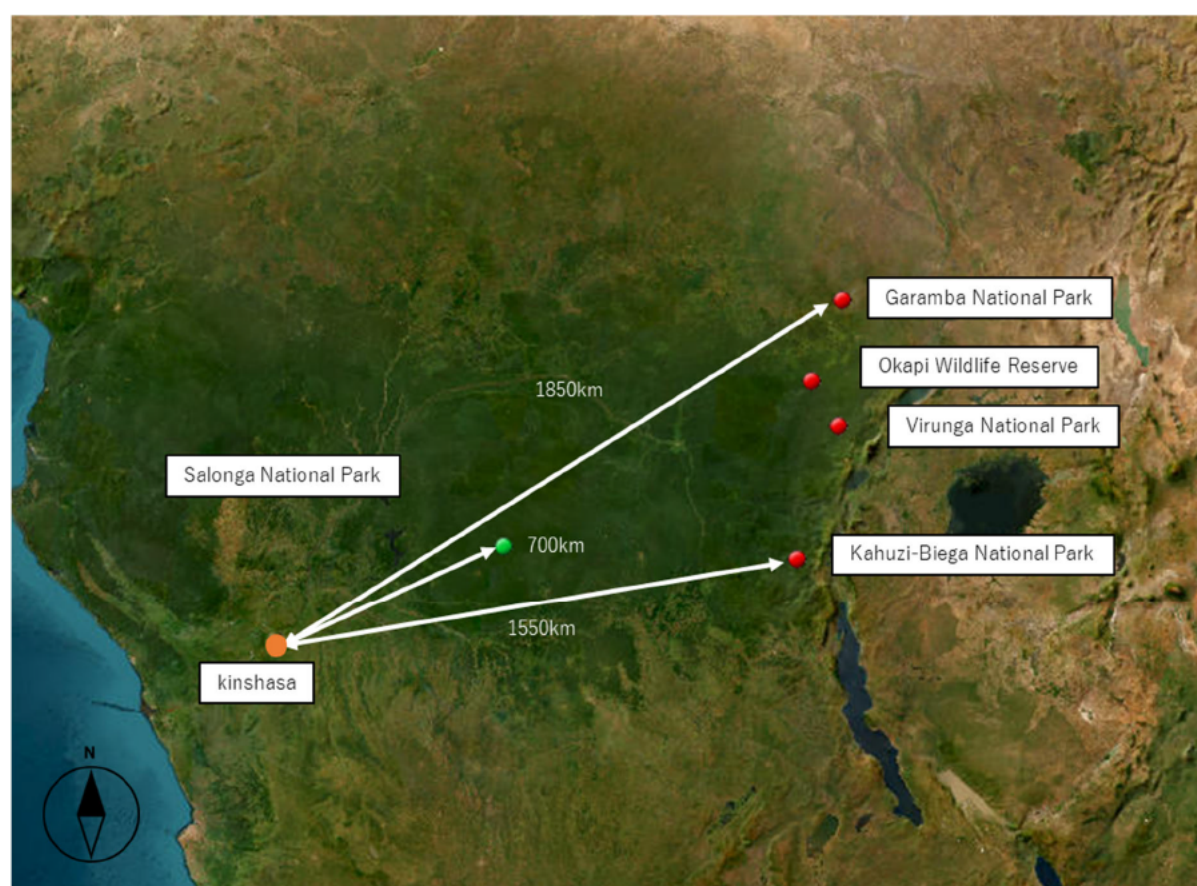 Garamba National Park
Okapi Wildlife Reserve
1850km
Virunga National Park
Salonga National Park
700km
Kahuzi-Biega National Park
1550km
kinshasa
N